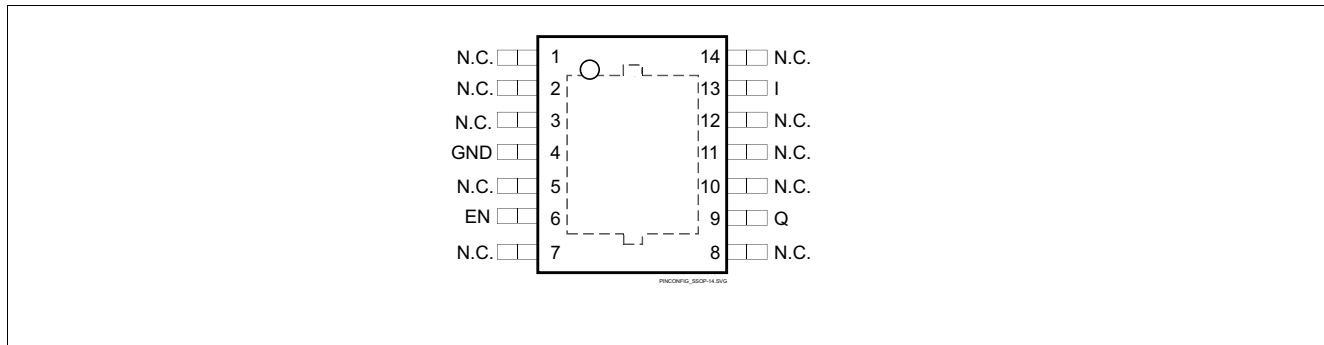 N.C. 1 14 N.C.
N.C. 2 13 I
N.C. 3 12 N.C.
GND 4 11 N.C.
N.C. 5 10 N.C.
EN 6 9 Q
N.C. 7 8 N.C.
PINCONFIG_SSOP-14.SVG